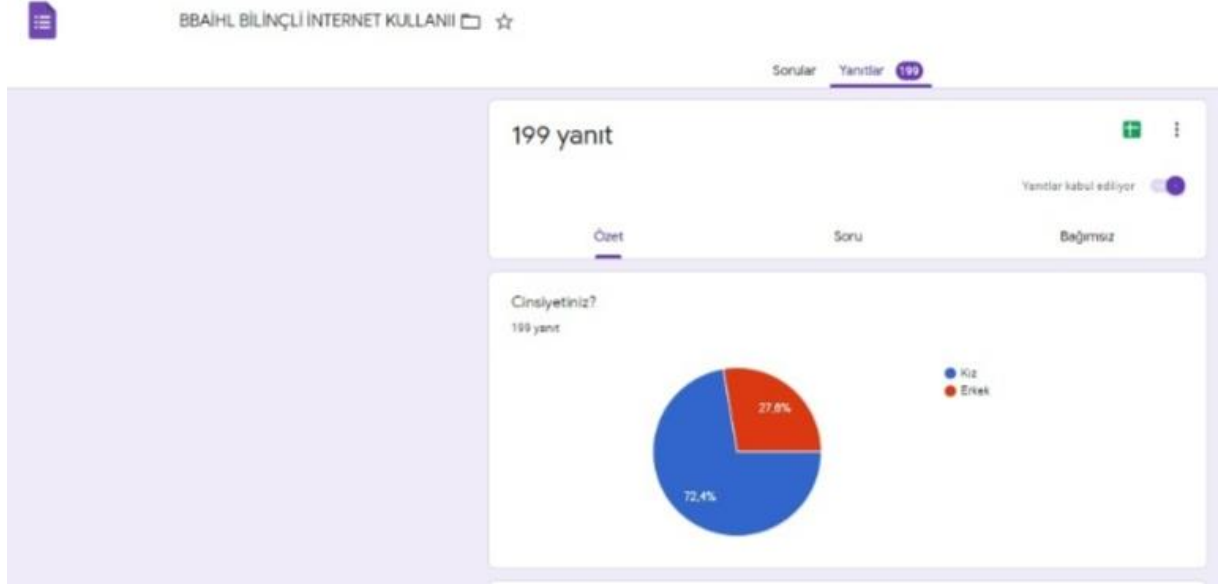 BBAİHL BİLİNÇLİ İNTERNET KULLANII
Sorular Yanıtlar 199
199 yanıt
Yanıtlar kabul ediliyor
Özet Soru Bağımsız
Cinsiyetiniz?
199 yanıt
Kız
Erkek
27,6%
72,4%